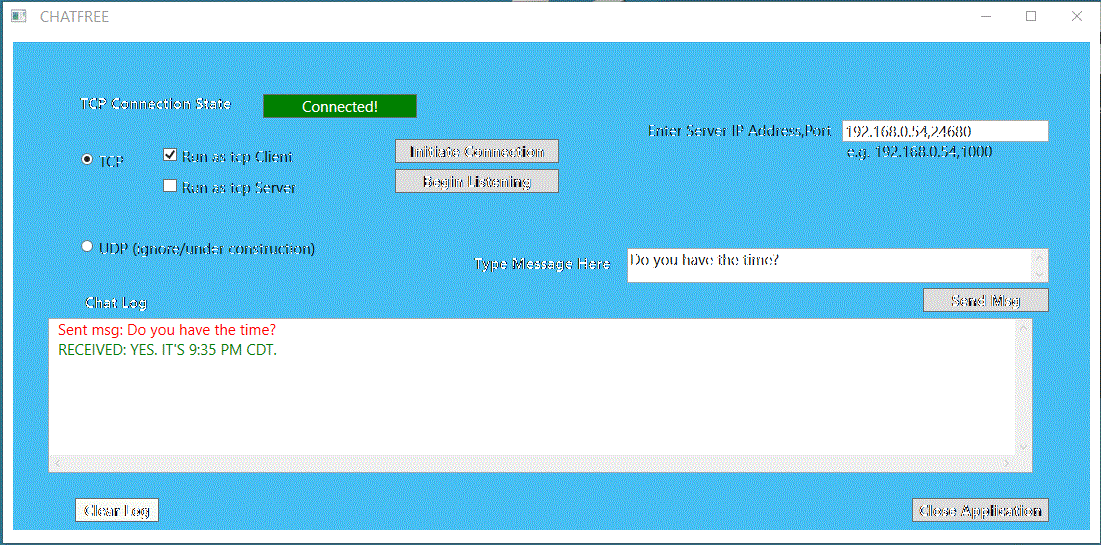 CHATFREE
TCP Connection State
Connected!
Enter Server IP Address,Port
192.168.0.54,24680
e.g. 192.168.0.54,1000
TCP
Run as tcp Client
Initiate Connection
Run as tcp Server
Begin Listening
UDP (ignore/under construction)
Type Message Here
Do you have the time?
Send Msg
Chat Log
Sent msg: Do you have the time?
RECEIVED: YES. IT'S 9:35 PM CDT.
Clear Log
Close Application